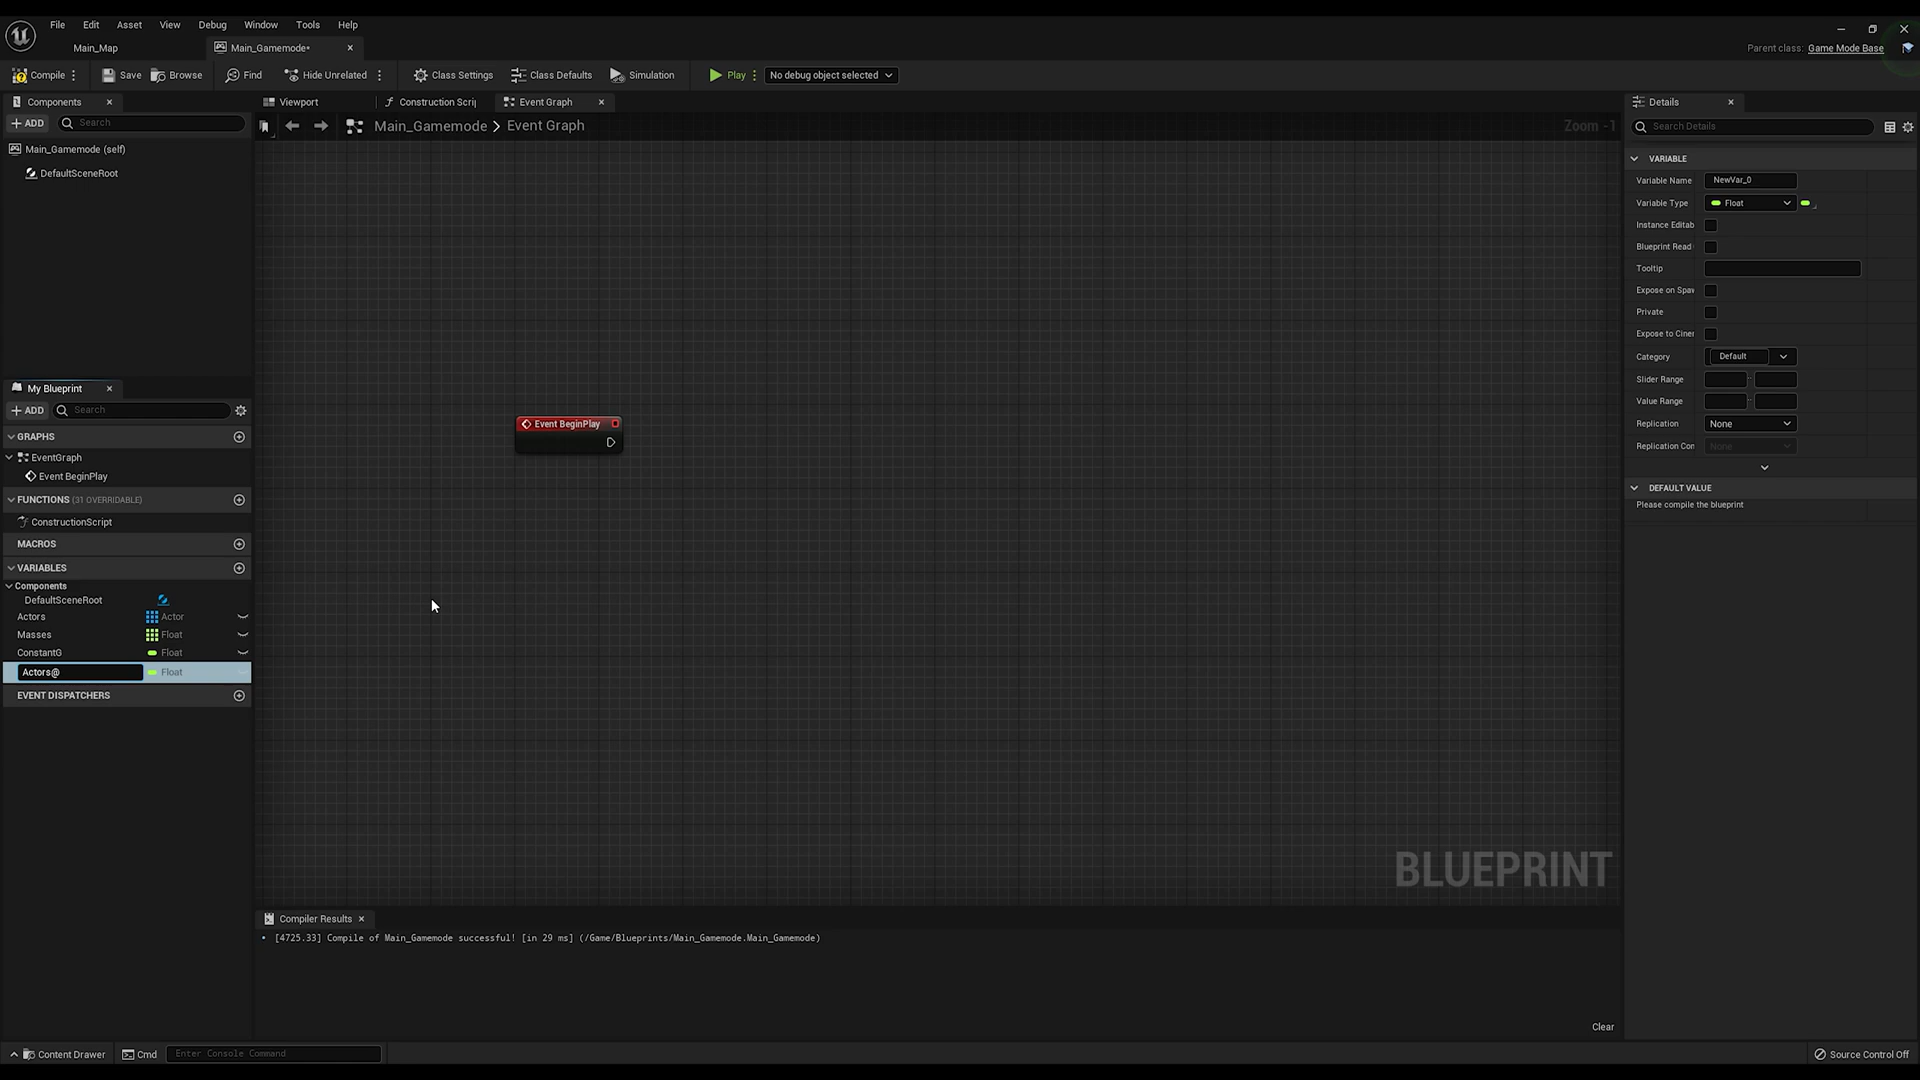 File Edit Asset View Debug Window Tools Help
Main_Map Main_Gamemode•
Parent class: Game Mode Base
Compile Save Browse Find Hide Unrelated Class Settings Class Defaults Simulation Play No debug object selected
Components
ADD Search
Main_Gamemode (self)
DefaultSceneRoot
Viewport Construction Scrip Event Graph
Main_Gamemode > Event Graph
Zoom -1
Event BeginPlay
BLUEPRINT
My Blueprint
ADD Search
GRAPHS
EventGraph
Event BeginPlay
FUNCTIONS (31 OVERRIDABLE)
ConstructionScript
MACROS
VARIABLES
Components
DefaultSceneRoot
Actors Actor
Masses Float
ConstantG Float
Actors@ Float
EVENT DISPATCHERS
Compiler Results
• [4725.33] Compile of Main_Gamemode successful! [in 29 ms] (/Game/Blueprints/Main_Gamemode.Main_Gamemode)
Clear
Details
Search Details
VARIABLE
Variable Name NewVar_0
Variable Type Float
Instance Editab
Blueprint Read
Tooltip
Expose on Spaw
Private
Expose to Ciner
Category Default
Slider Range
Value Range
Replication None
Replication Con None
DEFAULT VALUE
Please compile the blueprint
Content Drawer Cmd Enter Console Command
Source Control Off